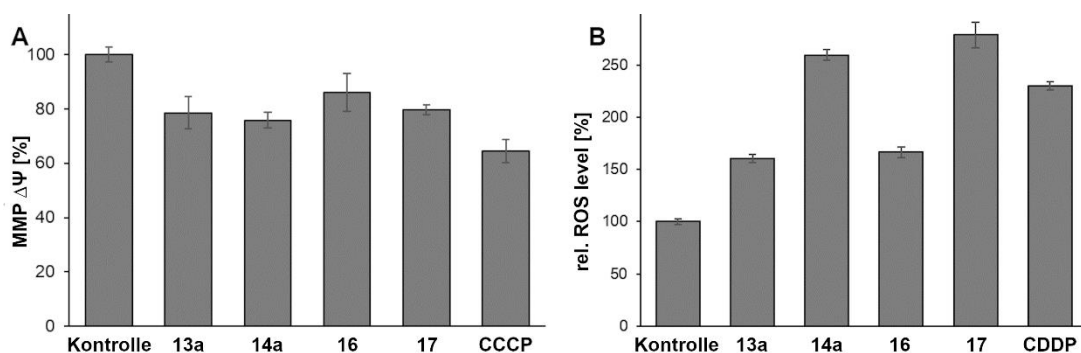 A
MMP ΔΨ [%]
100
80
60
40
20
0
Kontrolle 13a 14a 16 17 CCCP
B
rel. ROS level [%]
250
200
150
100
50
0
Kontrolle 13a 14a 16 17 CDDP